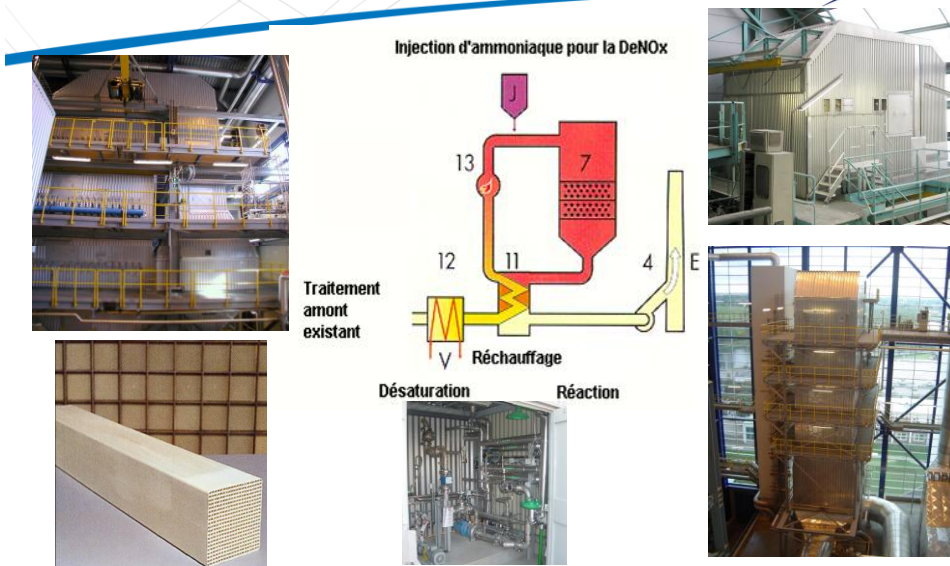 Injection d'ammoniaque pour la DeNOx
J
13
7
12
11
4
E
Traitement
amont
existant
V
Réchauffage
Désaturation
Réaction